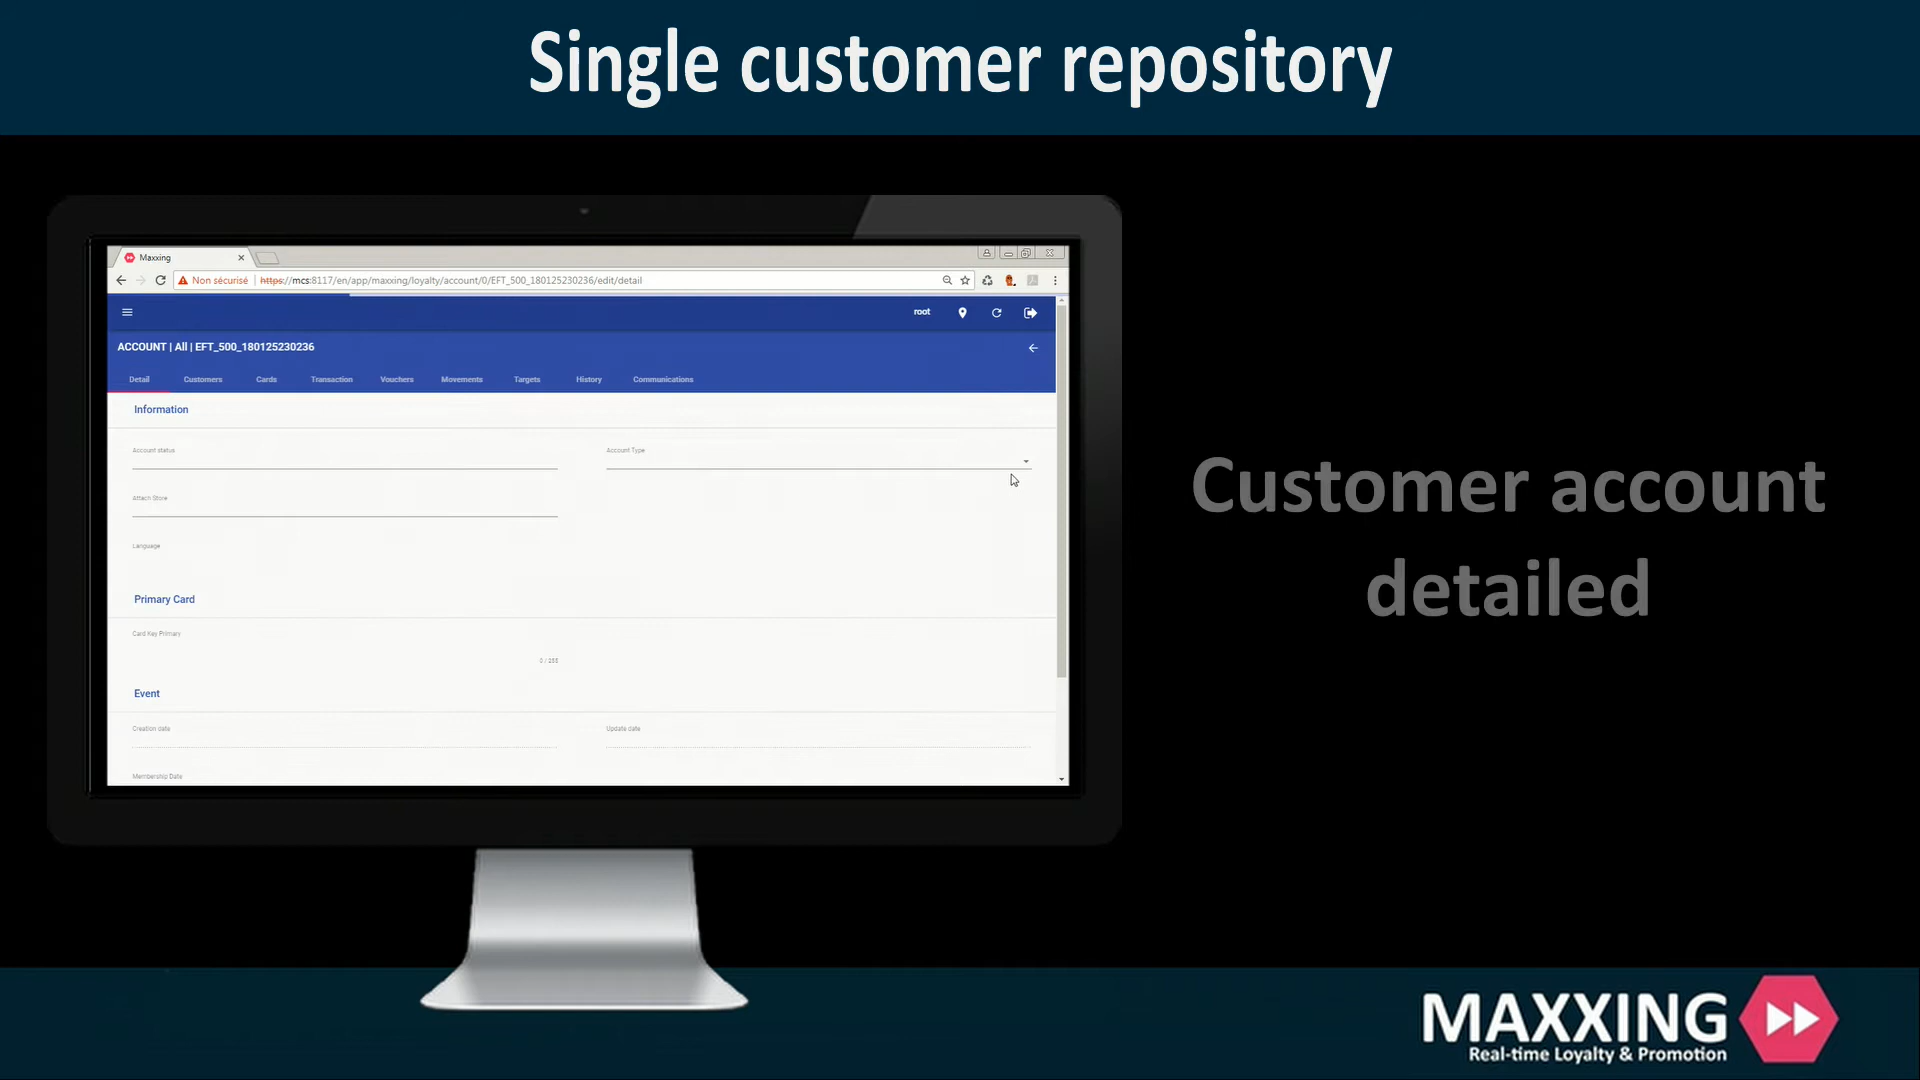 Single customer repository
Maxxing
Non sécurisé https://mcs:8117/en/app/maxxing/loyalty/account/0/EFT_500_180125230236/edit/detail
root
ACCOUNT | All | EFT_500_180125230236
Detail Customers Cards Transaction Vouchers Movements Targets History Communications
Information
Account status Account Type
Attach Store
Language
Primary Card
Card Key Primary
0 / 255
Event
Creation date Update date
Membership Date
Customer account
detailed
MAXXING
Real-time Loyalty & Promotion